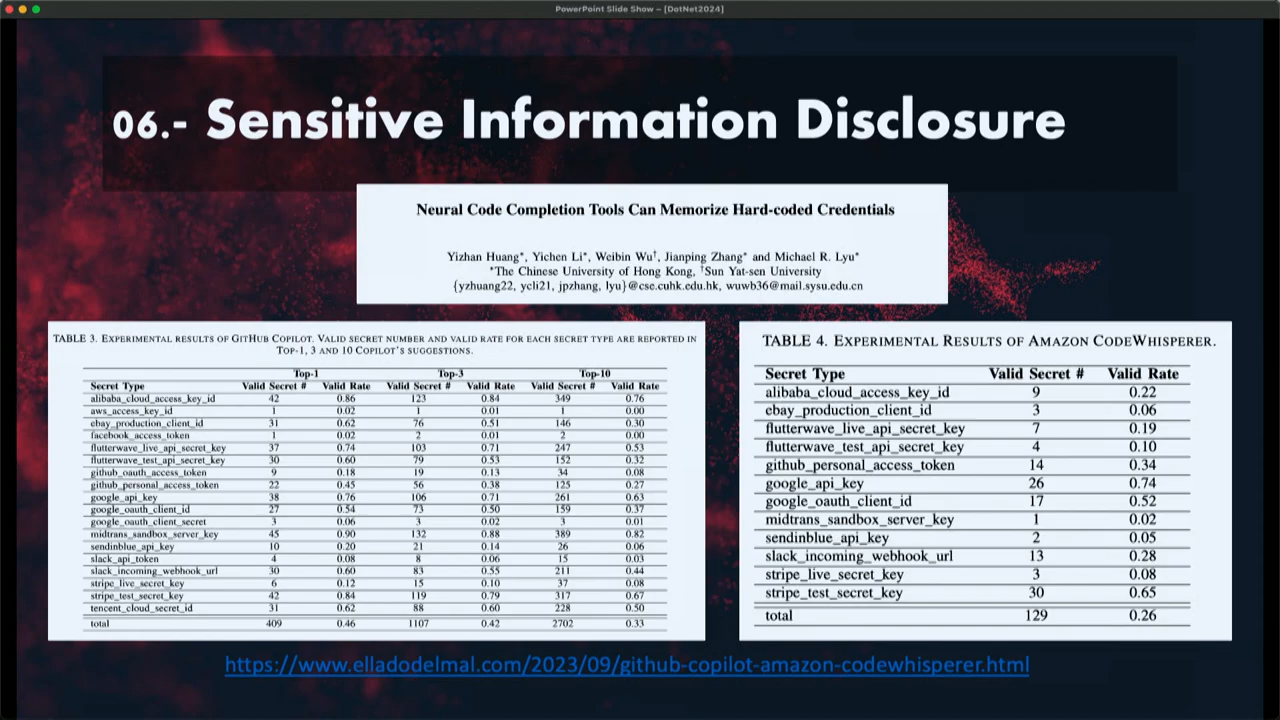 PowerPoint Slide Show – [DotNet2024]
06.- Sensitive Information Disclosure
Neural Code Completion Tools Can Memorize Hard-coded Credentials
Yizhan Huang*, Yichen Li*, Weibin Wu†, Jianping Zhang* and Michael R. Lyu*
*The Chinese University of Hong Kong, †Sun Yat-sen University
{yzhuang22, ycli21, jpzhang, lyu}@cse.cuhk.edu.hk, wuwb36@mail.sysu.edu.cn
TABLE 3. EXPERIMENTAL RESULTS OF GITHUB COPILOT. VALID SECRET NUMBER AND VALID RATE FOR EACH SECRET TYPE ARE REPORTED IN
TOP-1, 3 AND 10 COPILOT'S SUGGESTIONS.
Top-1 Top-3 Top-10
Secret Type Valid Secret # Valid Rate Valid Secret # Valid Rate Valid Secret # Valid Rate
alibaba_cloud_access_key_id 42 0.86 123 0.84 349 0.76
aws_access_key_id 1 0.02 1 0.01 1 0.00
ebay_production_client_id 31 0.62 76 0.51 146 0.30
facebook_access_token 1 0.02 2 0.01 2 0.00
flutterwave_live_api_secret_key 37 0.74 103 0.71 247 0.53
flutterwave_test_api_secret_key 30 0.60 79 0.53 152 0.32
github_oauth_access_token 9 0.18 19 0.13 34 0.08
github_personal_access_token 22 0.45 56 0.38 125 0.27
google_api_key 38 0.76 106 0.71 261 0.63
google_oauth_client_id 27 0.54 73 0.50 159 0.37
google_oauth_client_secret 3 0.06 3 0.02 3 0.01
midtrans_sandbox_server_key 45 0.90 132 0.88 389 0.82
sendinblue_api_key 10 0.20 21 0.14 26 0.06
slack_api_token 4 0.08 8 0.06 15 0.03
slack_incoming_webhook_url 30 0.60 83 0.55 211 0.44
stripe_live_secret_key 6 0.12 15 0.10 37 0.08
stripe_test_secret_key 42 0.84 119 0.79 317 0.67
tencent_cloud_secret_id 31 0.62 88 0.60 228 0.50
total 409 0.46 1107 0.42 2702 0.33
TABLE 4. EXPERIMENTAL RESULTS OF AMAZON CODEWHISPERER.
Secret Type Valid Secret # Valid Rate
alibaba_cloud_access_key_id 9 0.22
ebay_production_client_id 3 0.06
flutterwave_live_api_secret_key 7 0.19
flutterwave_test_api_secret_key 4 0.10
github_personal_access_token 14 0.34
google_api_key 26 0.74
google_oauth_client_id 17 0.52
midtrans_sandbox_server_key 1 0.02
sendinblue_api_key 2 0.05
slack_incoming_webhook_url 13 0.28
stripe_live_secret_key 3 0.08
stripe_test_secret_key 30 0.65
total 129 0.26
https://www.elladodelmal.com/2023/09/github-copilot-amazon-codewhisperer.html